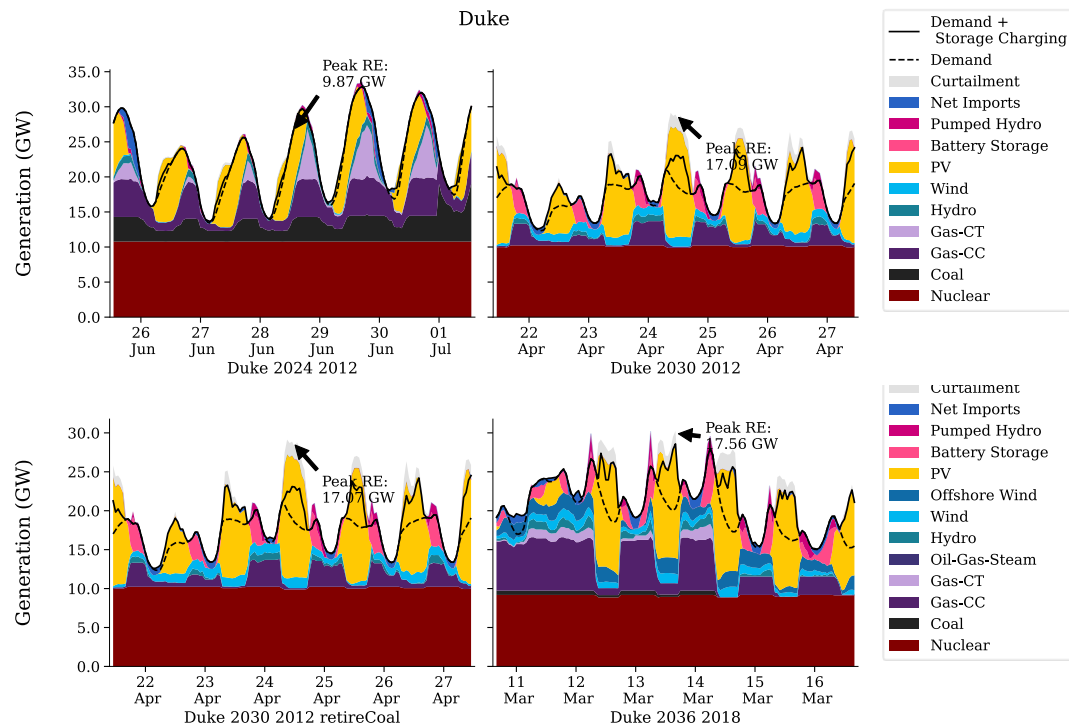 Duke
Generation (GW)
35.0
30.0
25.0
20.0
15.0
10.0
5.0
0.0
Peak RE:
9.87 GW
26 27 28 29 30 01
Jun Jun Jun Jun Jun Jul
Duke 2024 2012
Peak RE:
17.09 GW
22 23 24 25 26 27
Apr Apr Apr Apr Apr Apr
Duke 2030 2012
Demand +
Storage Charging
Demand
Curtailment
Net Imports
Pumped Hydro
Battery Storage
PV
Wind
Hydro
Gas-CT
Gas-CC
Coal
Nuclear
Generation (GW)
30.0
25.0
20.0
15.0
10.0
5.0
0.0
Peak RE:
17.07 GW
22 23 24 25 26 27
Apr Apr Apr Apr Apr Apr
Duke 2030 2012 retireCoal
Peak RE:
17.56 GW
11 12 13 14 15 16
Mar Mar Mar Mar Mar Mar
Duke 2036 2018
Curtailment
Net Imports
Pumped Hydro
Battery Storage
PV
Offshore Wind
Wind
Hydro
Oil-Gas-Steam
Gas-CT
Gas-CC
Coal
Nuclear